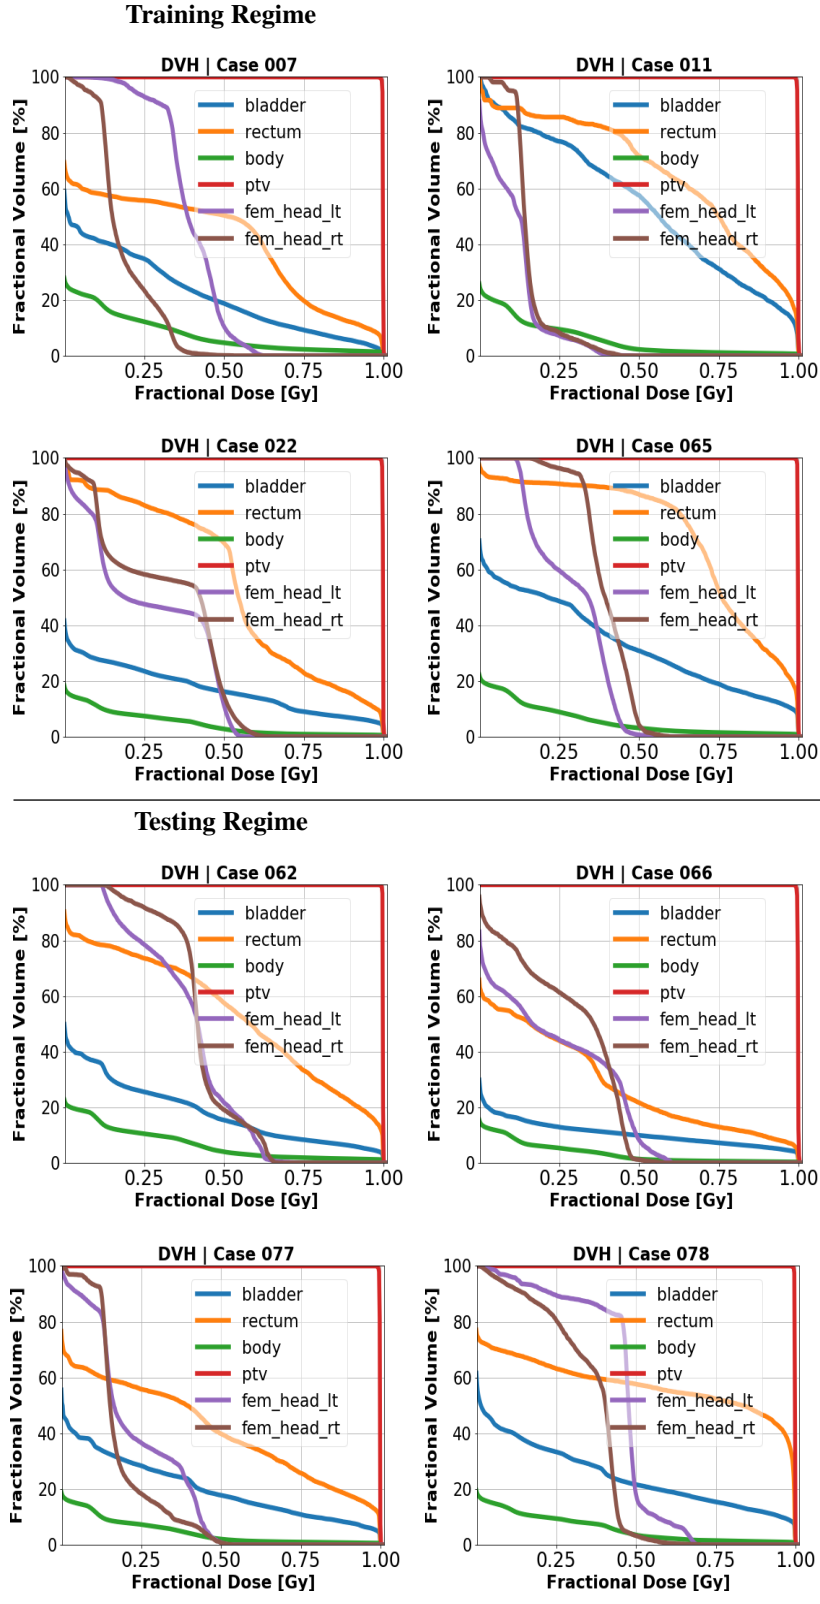 Training Regime
DVH | Case 007
Fractional Volume [%]
100
80
60
40
20
0
bladder
rectum
body
ptv
fem_head_lt
fem_head_rt
0.25 0.50 0.75 1.00
Fractional Dose [Gy]
DVH | Case 011
Fractional Volume [%]
100
80
60
40
20
0
bladder
rectum
body
ptv
fem_head_lt
fem_head_rt
0.25 0.50 0.75 1.00
Fractional Dose [Gy]
DVH | Case 022
Fractional Volume [%]
100
80
60
40
20
0
bladder
rectum
body
ptv
fem_head_lt
fem_head_rt
0.25 0.50 0.75 1.00
Fractional Dose [Gy]
DVH | Case 065
Fractional Volume [%]
100
80
60
40
20
0
bladder
rectum
body
ptv
fem_head_lt
fem_head_rt
0.25 0.50 0.75 1.00
Fractional Dose [Gy]
Testing Regime
DVH | Case 062
Fractional Volume [%]
100
80
60
40
20
0
bladder
rectum
body
ptv
fem_head_lt
fem_head_rt
0.25 0.50 0.75 1.00
Fractional Dose [Gy]
DVH | Case 066
Fractional Volume [%]
100
80
60
40
20
0
bladder
rectum
body
ptv
fem_head_lt
fem_head_rt
0.25 0.50 0.75 1.00
Fractional Dose [Gy]
DVH | Case 077
Fractional Volume [%]
100
80
60
40
20
0
bladder
rectum
body
ptv
fem_head_lt
fem_head_rt
0.25 0.50 0.75 1.00
Fractional Dose [Gy]
DVH | Case 078
Fractional Volume [%]
100
80
60
40
20
0
bladder
rectum
body
ptv
fem_head_lt
fem_head_rt
0.25 0.50 0.75 1.00
Fractional Dose [Gy]